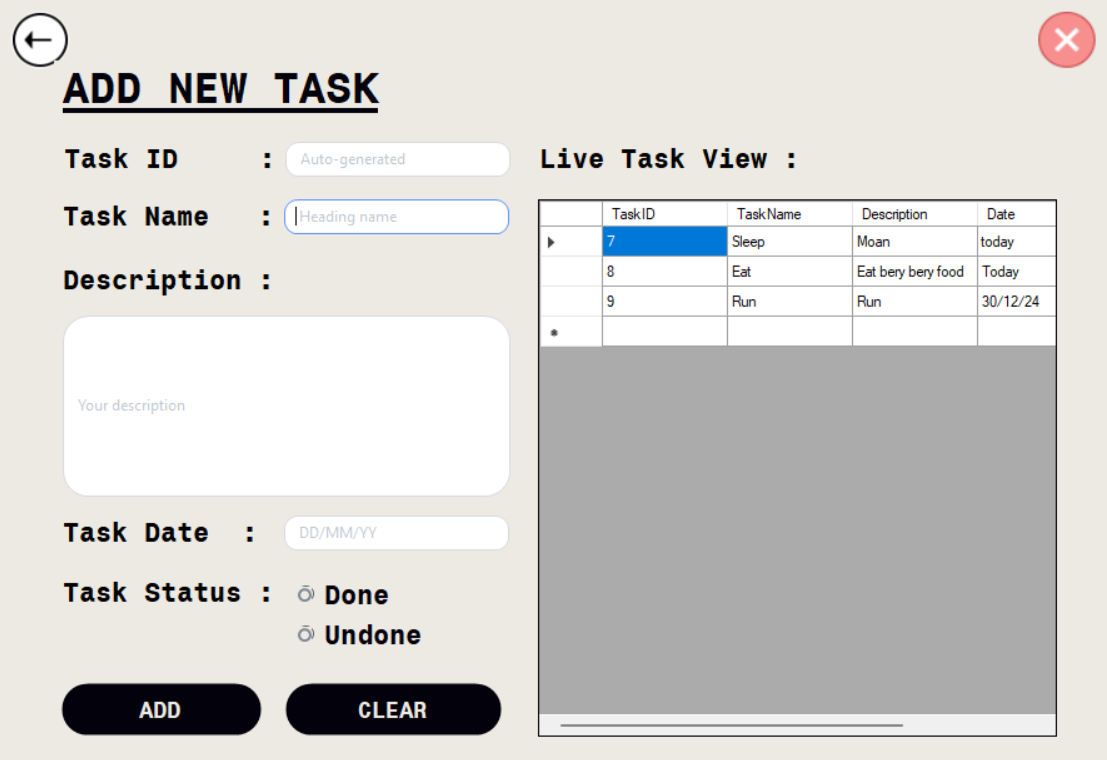 ADD NEW TASK
Task ID :
Auto-generated
Task Name :
Heading name
Description :
Your description
Task Date :
DD/MM/YY
Task Status :
Done
Undone
ADD
CLEAR
Live Task View :
TaskID TaskName Description Date
7 Sleep Moan today
8 Eat Eat bery bery food Today
9 Run Run 30/12/24